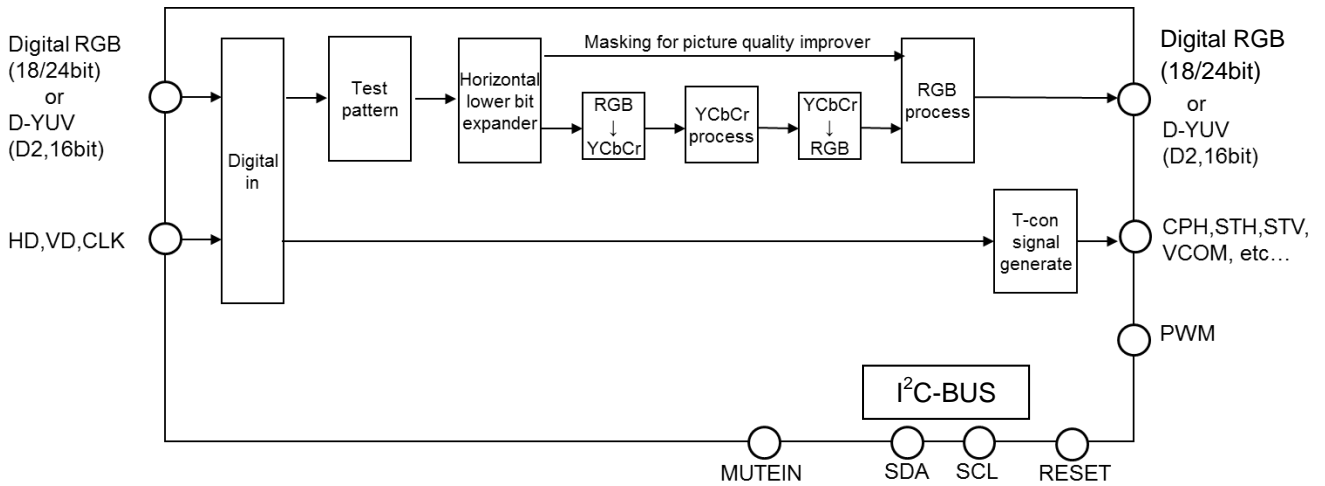 Digital RGB
(18/24bit)
or
D-YUV
(D2,16bit)
HD,VD,CLK
Digital
in
Test
pattern
Horizontal
lower bit
expander
Masking for picture quality improver
RGB
↓
YCbCr
YCbCr
process
YCbCr
↓
RGB
RGB
process
T-con
signal
generate
Digital RGB
(18/24bit)
or
D-YUV
(D2,16bit)
CPH,STH,STV,
VCOM, etc…
PWM
I²C-BUS
MUTEIN
SDA
SCL
RESET